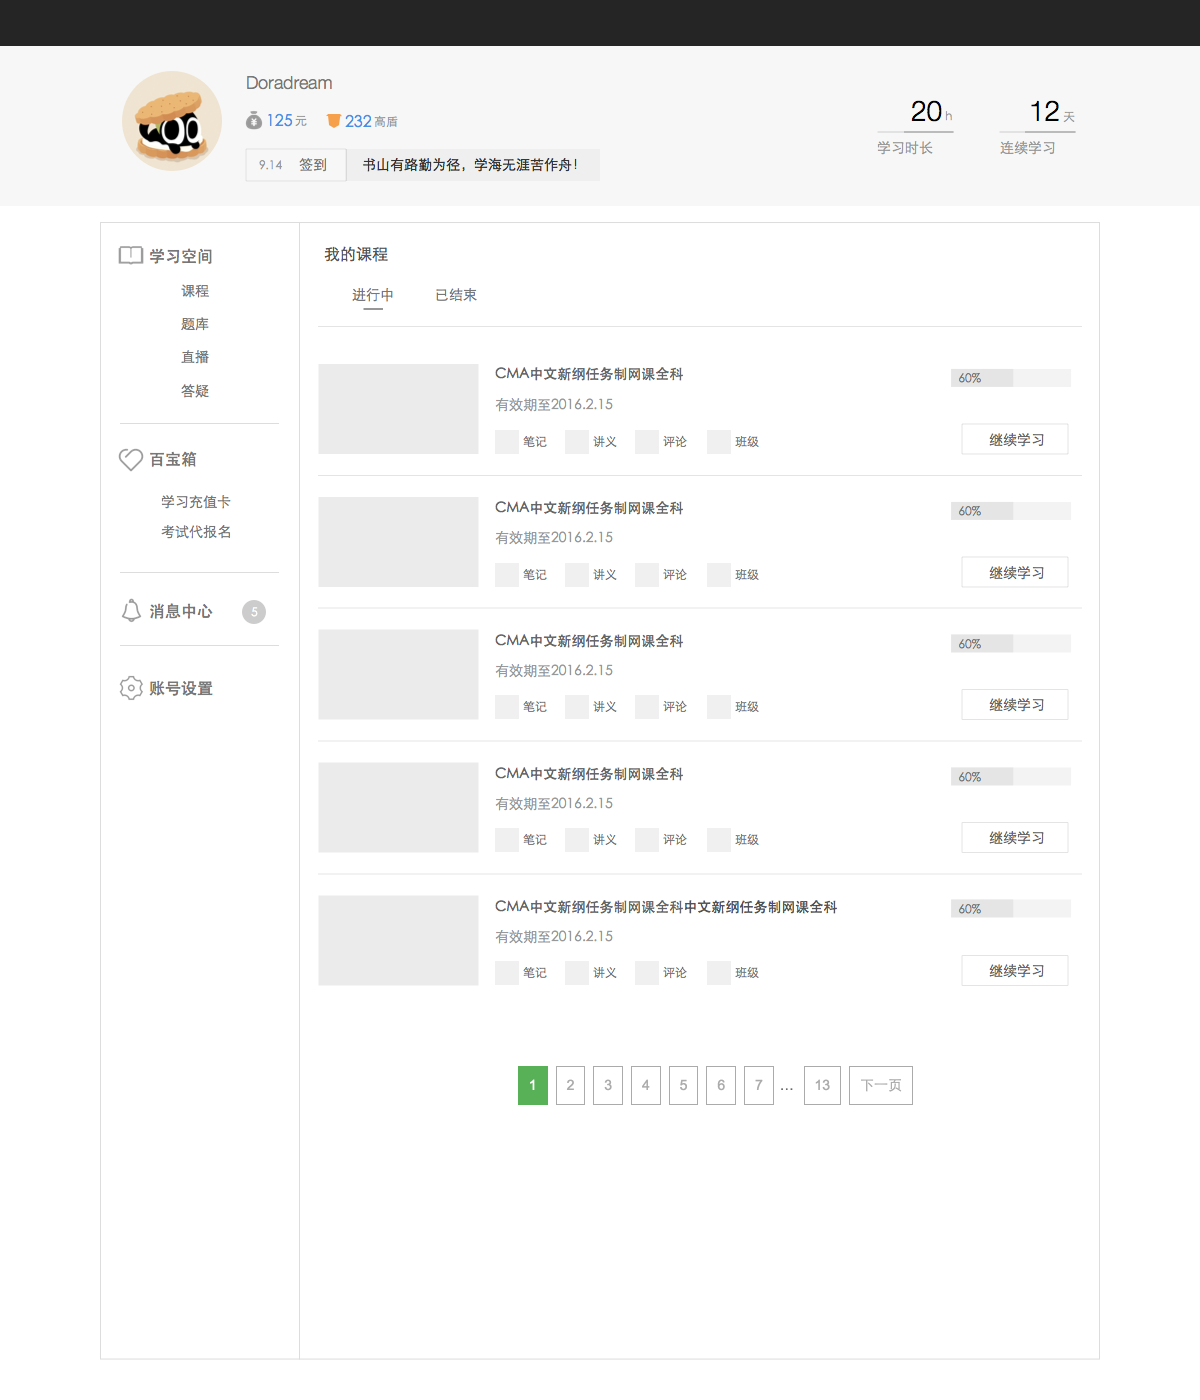 Doradream
125元 232高盾
9.14 签到 书山有路勤为径，学海无涯苦作舟！
20 h 12 天
学习时长 连续学习
学习空间
课程
题库
直播
答疑
百宝箱
学习充值卡
考试代报名
消息中心 5
账号设置
我的课程
进行中 已结束
CMA中文新纲任务制网课全科 60%
有效期至2016.2.15
笔记 讲义 评论 班级 继续学习
CMA中文新纲任务制网课全科 60%
有效期至2016.2.15
笔记 讲义 评论 班级 继续学习
CMA中文新纲任务制网课全科 60%
有效期至2016.2.15
笔记 讲义 评论 班级 继续学习
CMA中文新纲任务制网课全科 60%
有效期至2016.2.15
笔记 讲义 评论 班级 继续学习
CMA中文新纲任务制网课全科中文新纲任务制网课全科 60%
有效期至2016.2.15
笔记 讲义 评论 班级 继续学习
1 2 3 4 5 6 7 … 13 下一页